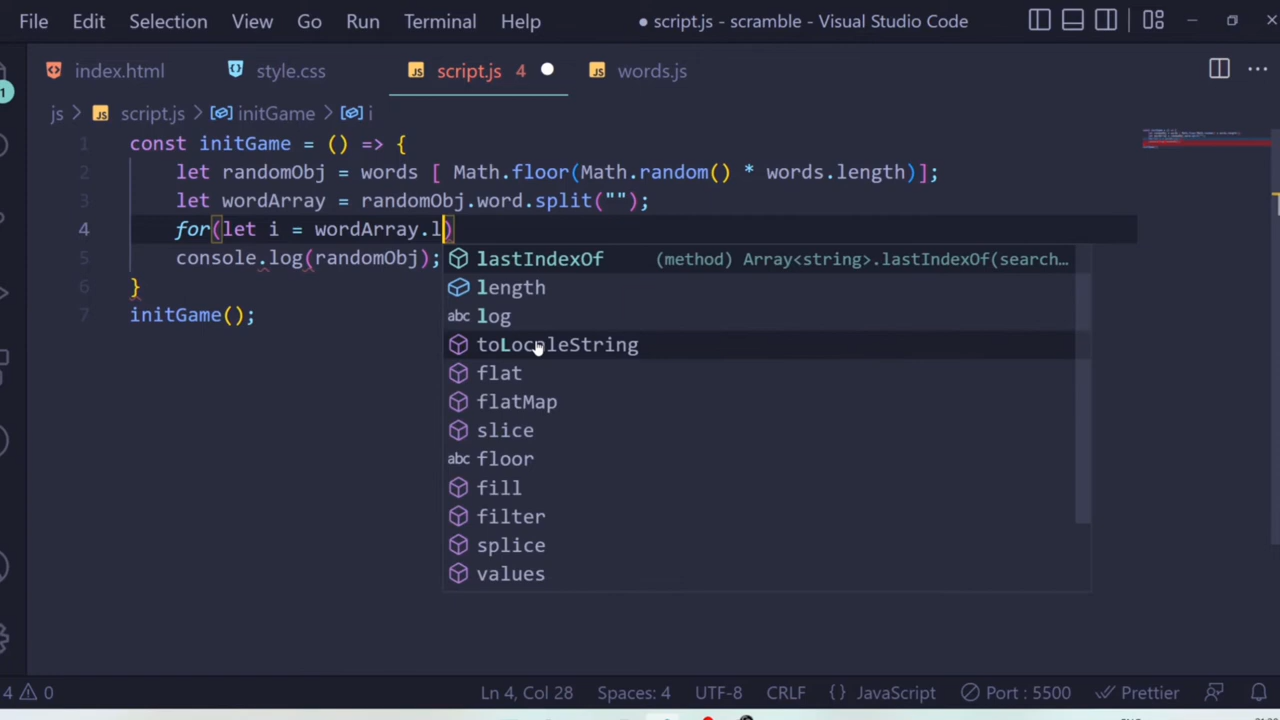 File Edit Selection View Go Run Terminal Help ● script.js - scramble - Visual Studio Code
index.html style.css script.js 4 words.js
js > script.js > initGame > i
1 const initGame = () => {
2 let randomObj = words [ Math.floor(Math.random() * words.length)];
3 let wordArray = randomObj.word.split("");
4 for(let i = wordArray.l)
5 console.log(randomObj);
6 }
7 initGame();
lastIndexOf (method) Array<string>.lastIndexOf(search…
length
abc log
toLocaleString
flat
flatMap
slice
abc floor
fill
filter
splice
values
1
4 0 Ln 4, Col 28 Spaces: 4 UTF-8 CRLF {} JavaScript Port : 5500 Prettier